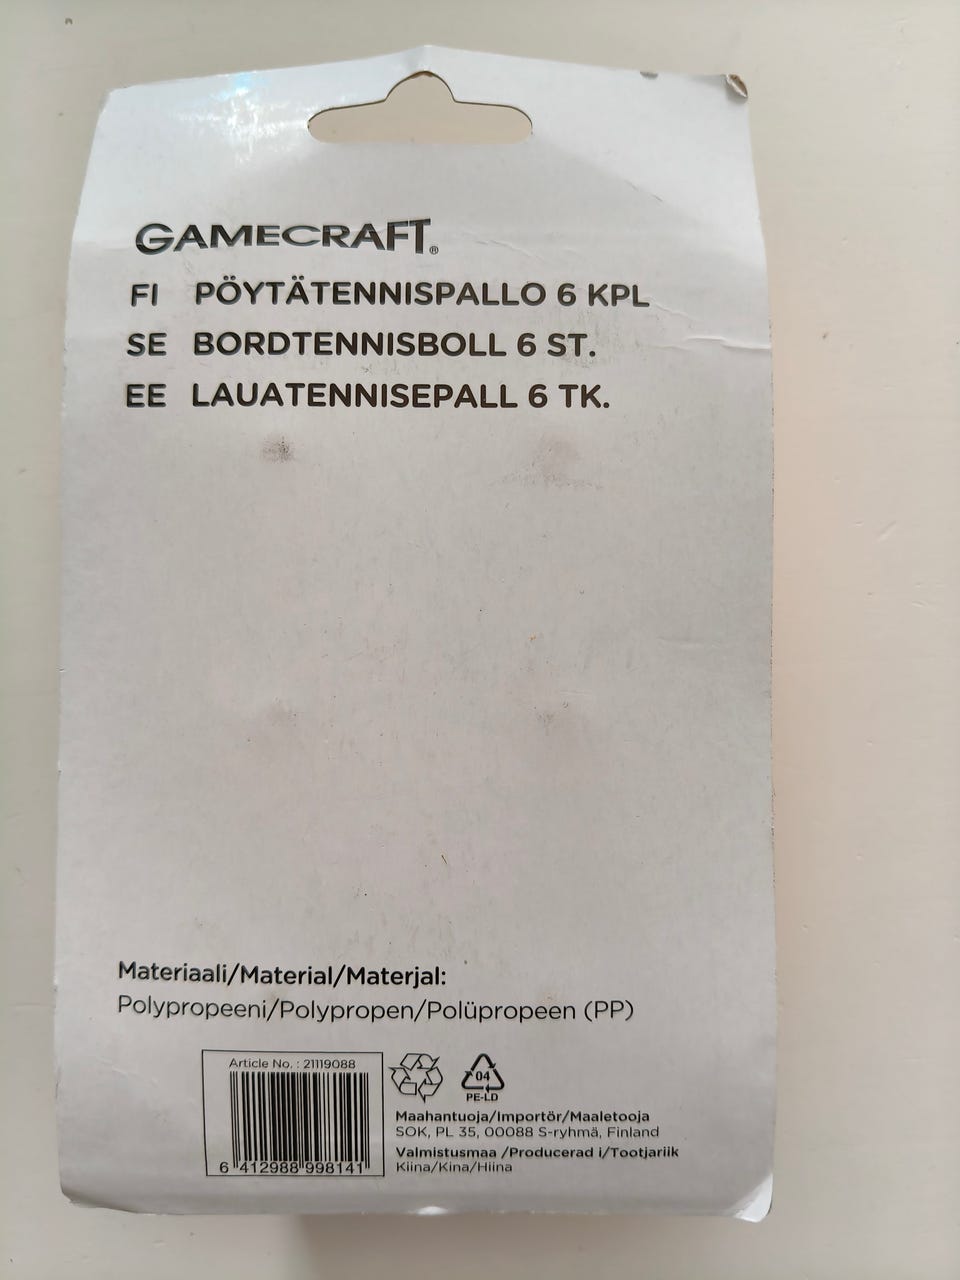 GAMECRAFT®
FI PÖYTÄTENNISPALLO 6 KPL
SE BORDTENNISBOLL 6 ST.
EE LAUATENNISEPALL 6 TK.
Materiaali/Material/Materjal:
Polypropeeni/Polypropen/Polüpropeen (PP)
Article No. : 21119088
6 412988 998141
04
PE-LD
Maahantuoja/Importör/Maaletooja
SOK, PL 35, 00088 S-ryhmä, Finland
Valmistusmaa /Producerad i/Tootjariik
Kiina/Kina/Hiina